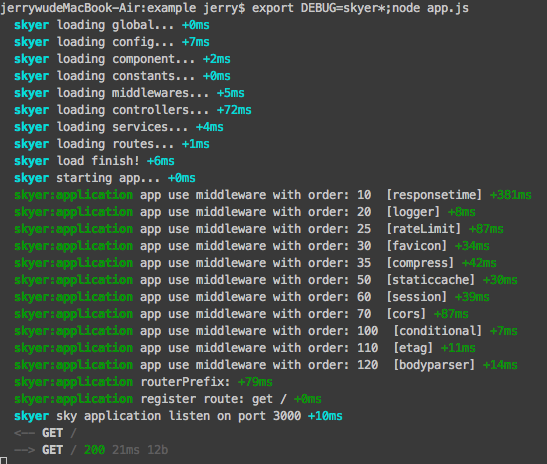 jerrywudeMacBook-Air:example jerry$ export DEBUG=skyer*;node app.js
skyer loading global... +0ms
skyer loading config... +7ms
skyer loading component... +2ms
skyer loading constants... +0ms
skyer loading middlewares... +5ms
skyer loading controllers... +72ms
skyer loading services... +4ms
skyer loading routes... +1ms
skyer load finish! +6ms
skyer starting app... +0ms
skyer:application app use middleware with order: 10 [responsetime] +381ms
skyer:application app use middleware with order: 20 [logger] +8ms
skyer:application app use middleware with order: 25 [rateLimit] +87ms
skyer:application app use middleware with order: 30 [favicon] +34ms
skyer:application app use middleware with order: 35 [compress] +42ms
skyer:application app use middleware with order: 50 [staticcache] +30ms
skyer:application app use middleware with order: 60 [session] +39ms
skyer:application app use middleware with order: 70 [cors] +87ms
skyer:application app use middleware with order: 100 [conditional] +7ms
skyer:application app use middleware with order: 110 [etag] +11ms
skyer:application app use middleware with order: 120 [bodyparser] +14ms
skyer:application routerPrefix: +79ms
skyer:application register route: get / +0ms
skyer sky application listen on port 3000 +10ms
<-- GET /
--> GET / 200 21ms 12b